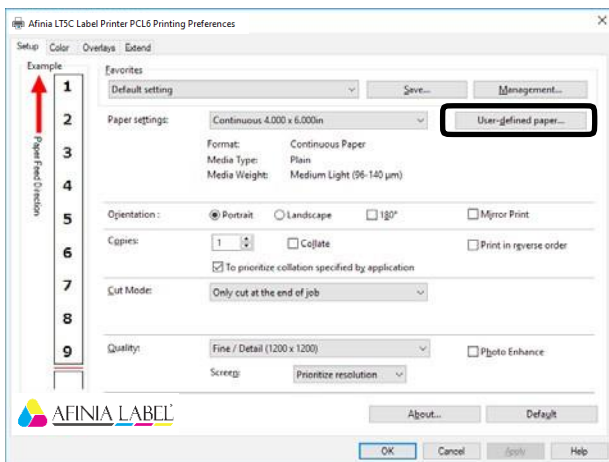 Afinia LT5C Label Printer PCL6 Printing Preferences
Setup Color Overlays Extend
Example
Paper Feed Direction
1
2
3
4
5
6
7
8
9
Favorites
Default setting Save... Management...
Paper settings: Continuous 4.000 x 6.000in User-defined paper...
Format: Continuous Paper
Media Type: Plain
Media Weight: Medium Light (96-140 µm)
Orientation : Portrait Landscape 180° Mirror Print
Copies: 1 Collate Print in reverse order
To prioritize collation specified by application
Cut Mode: Only cut at the end of job
Quality: Fine / Detail (1200 x 1200) Photo Enhance
Screen: Prioritize resolution
AFINIA LABEL
About... Default
OK Cancel Apply Help